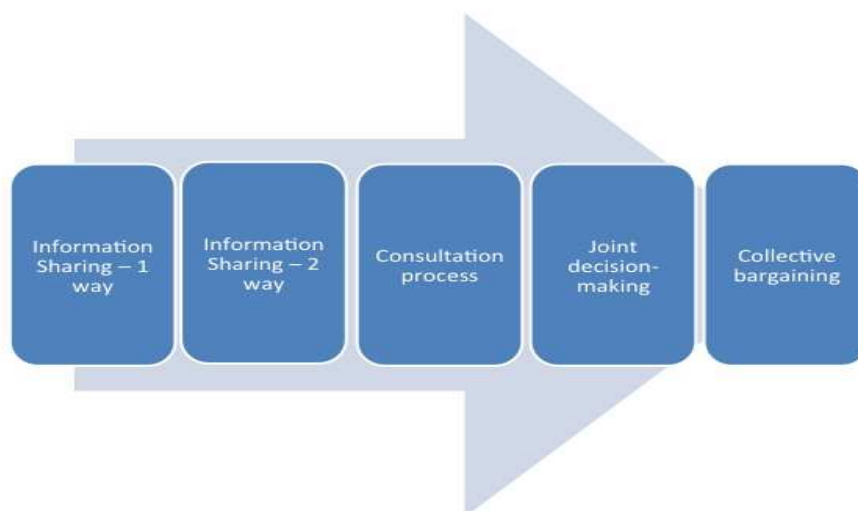 Information
Sharing – 1
way
Information
Sharing – 2
way
Consultation
process
Joint
decision-
making
Collective
bargaining